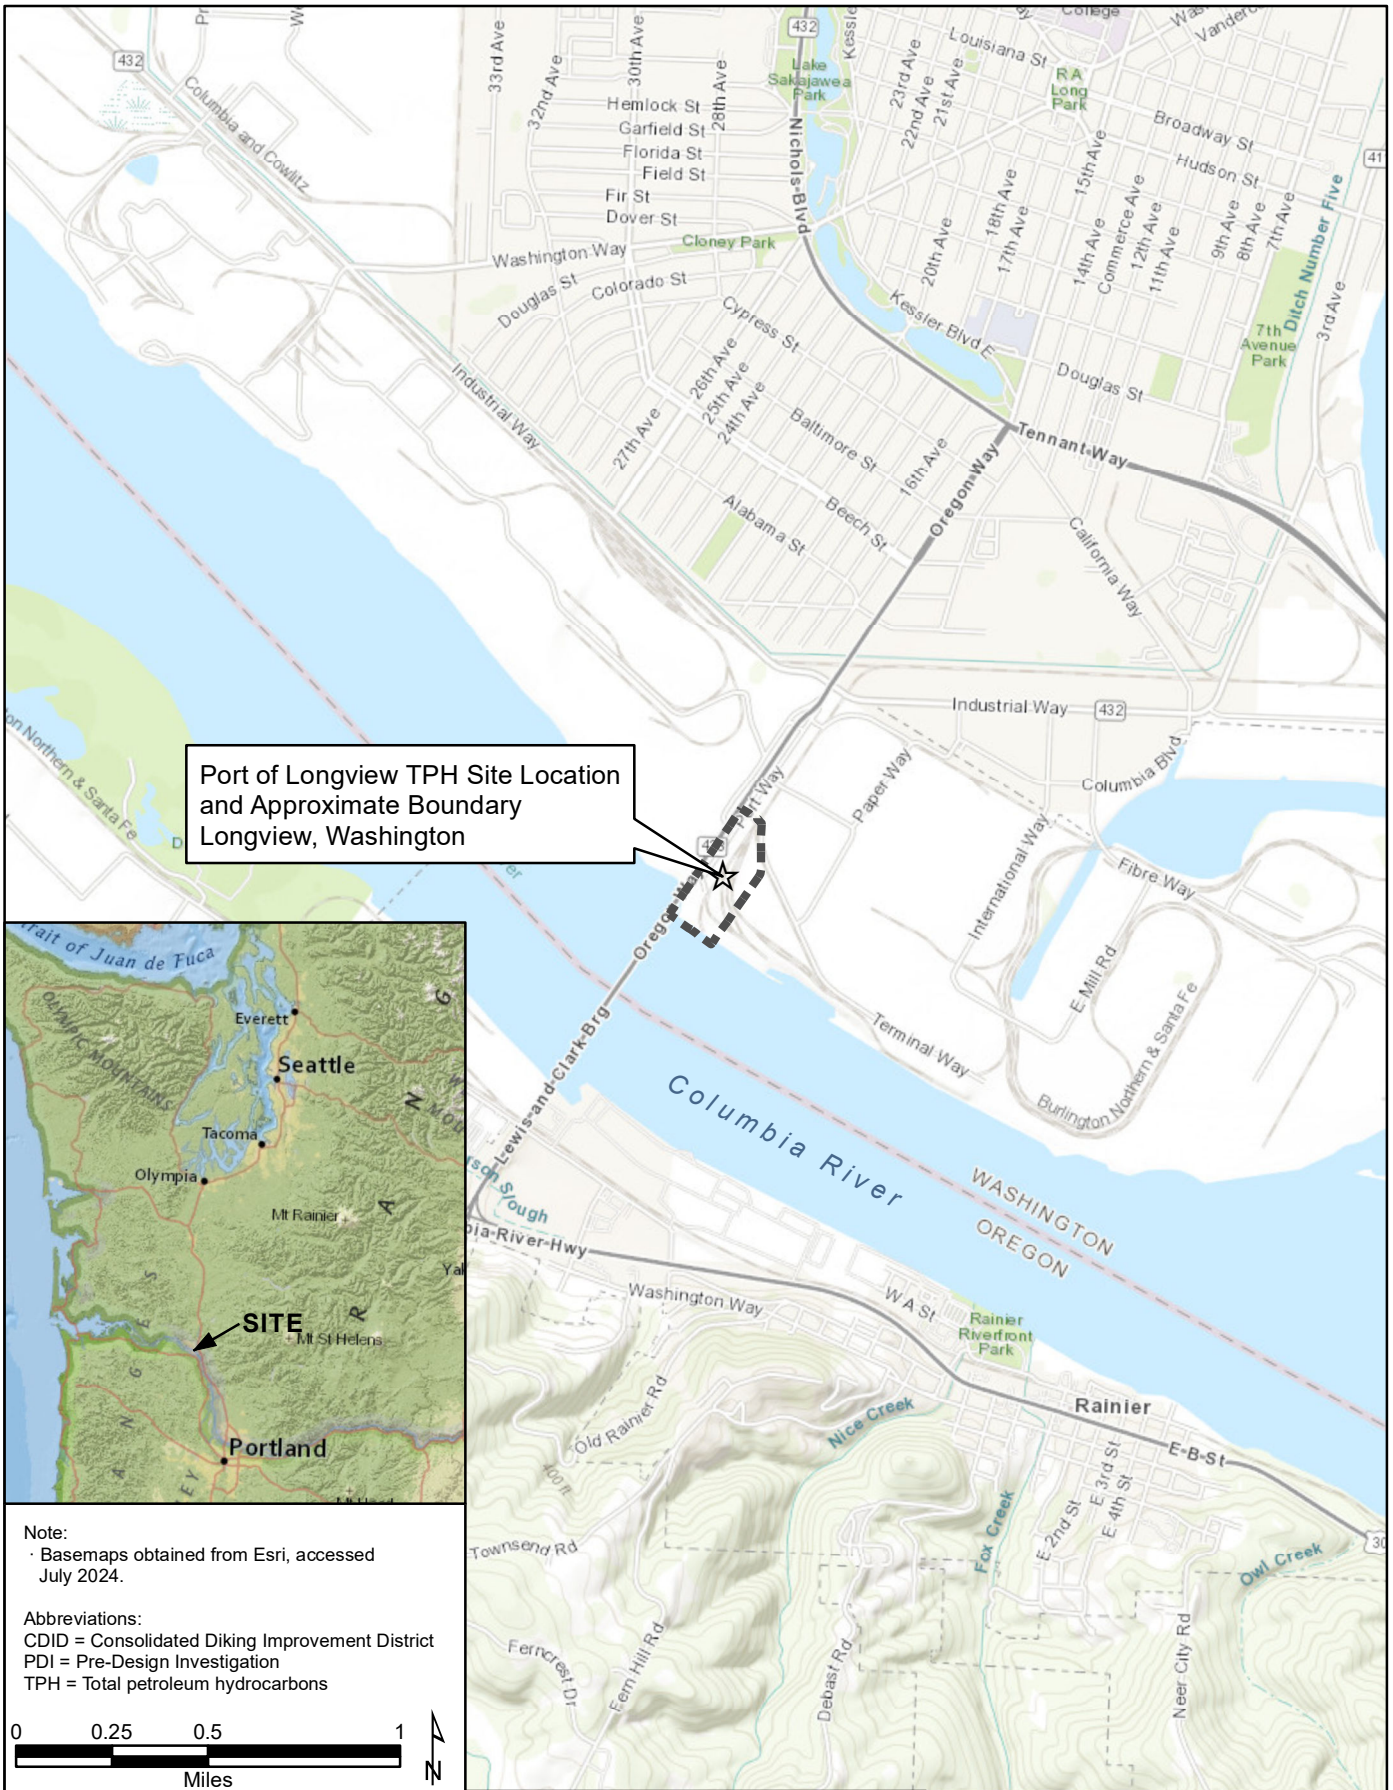 College
432
432
Louisiana St
33rd Ave
32nd Ave
30th Ave
28th Ave
Lake
Sakajawea
Park
R A
Long
Park
23rd Ave
22nd Ave
21st Ave
Columbia and Cowlitz
Hemlock St
Garfield St
Florida St
Field St
Fir St
Dover St
Nichols Blvd
Broadway St
Hudson St
15th Ave
18th Ave
17th Ave
20th Ave
14th Ave
Commerce Ave
12th Ave
11th Ave
9th Ave
8th Ave
7th Ave
Ditch Number Five
3rd Ave
Washington Way
Cloney Park
Douglas St
Colorado St
Cypress St
Kessler Blvd E
7th
Avenue
Park
Industrial Way
26th Ave
25th Ave
24th Ave
27th Ave
Baltimore St
16th Ave
Douglas St
Tennant Way
Oregon Way
Beech St
Alabama St
California Way
Industrial Way
432
Paper Way
Columbia Blvd
Port of Longview TPH Site Location
and Approximate Boundary
Longview, Washington
International Way
Fibre Way
E Mill Rd
Terminal Way
Burlington Northern & Santa Fe
Lewis and Clark Brg
Columbia River
WASHINGTON
OREGON
Juan de Fuca
OLYMPIC MOUNTAINS
Everett
Seattle
Tacoma
Olympia
Mt Rainier
SITE
Mt St Helens
Portland
Washington Way
W A St
Rainier
Riverfront
Park
Old Rainier Rd
Nice Creek
Rainier
E B St
400 ft
E 3rd St
E 4th St
E 2nd St
Fox Creek
Owl Creek
30
Townsend Rd
Ferncrest Dr
Fern Hill Rd
Debast Rd
Neer City Rd
Note:
· Basemaps obtained from Esri, accessed
July 2024.
Abbreviations:
CDID = Consolidated Diking Improvement District
PDI = Pre-Design Investigation
TPH = Total petroleum hydrocarbons
0 0.25 0.5 1
Miles
N